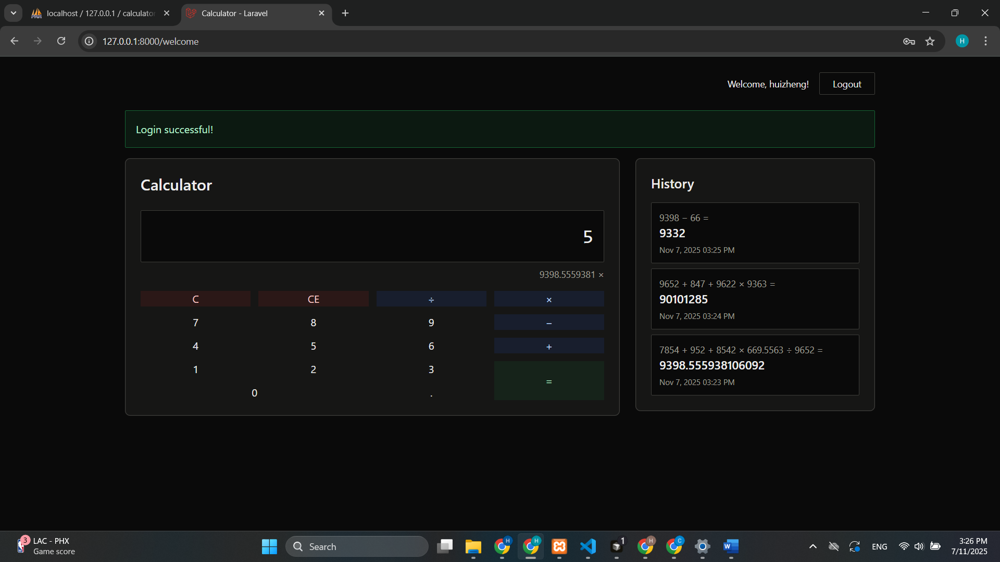 localhost / 127.0.0.1 / calculator
Calculator - Laravel
127.0.0.1:8000/welcome
H
Welcome, huizheng!
Logout
Login successful!
Calculator
5
9398.5559381 ×
C CE ÷ ×
7 8 9 −
4 5 6 +
1 2 3
=
0 .
History
9398 − 66 =
9332
Nov 7, 2025 03:25 PM
9652 + 847 + 9622 × 9363 =
90101285
Nov 7, 2025 03:24 PM
7854 + 952 + 8542 × 669.5563 ÷ 9652 =
9398.555938106092
Nov 7, 2025 03:23 PM
3
LAC - PHX
Game score
Search
H
H
1
H
C
W
ENG
3:26 PM
7/11/2025